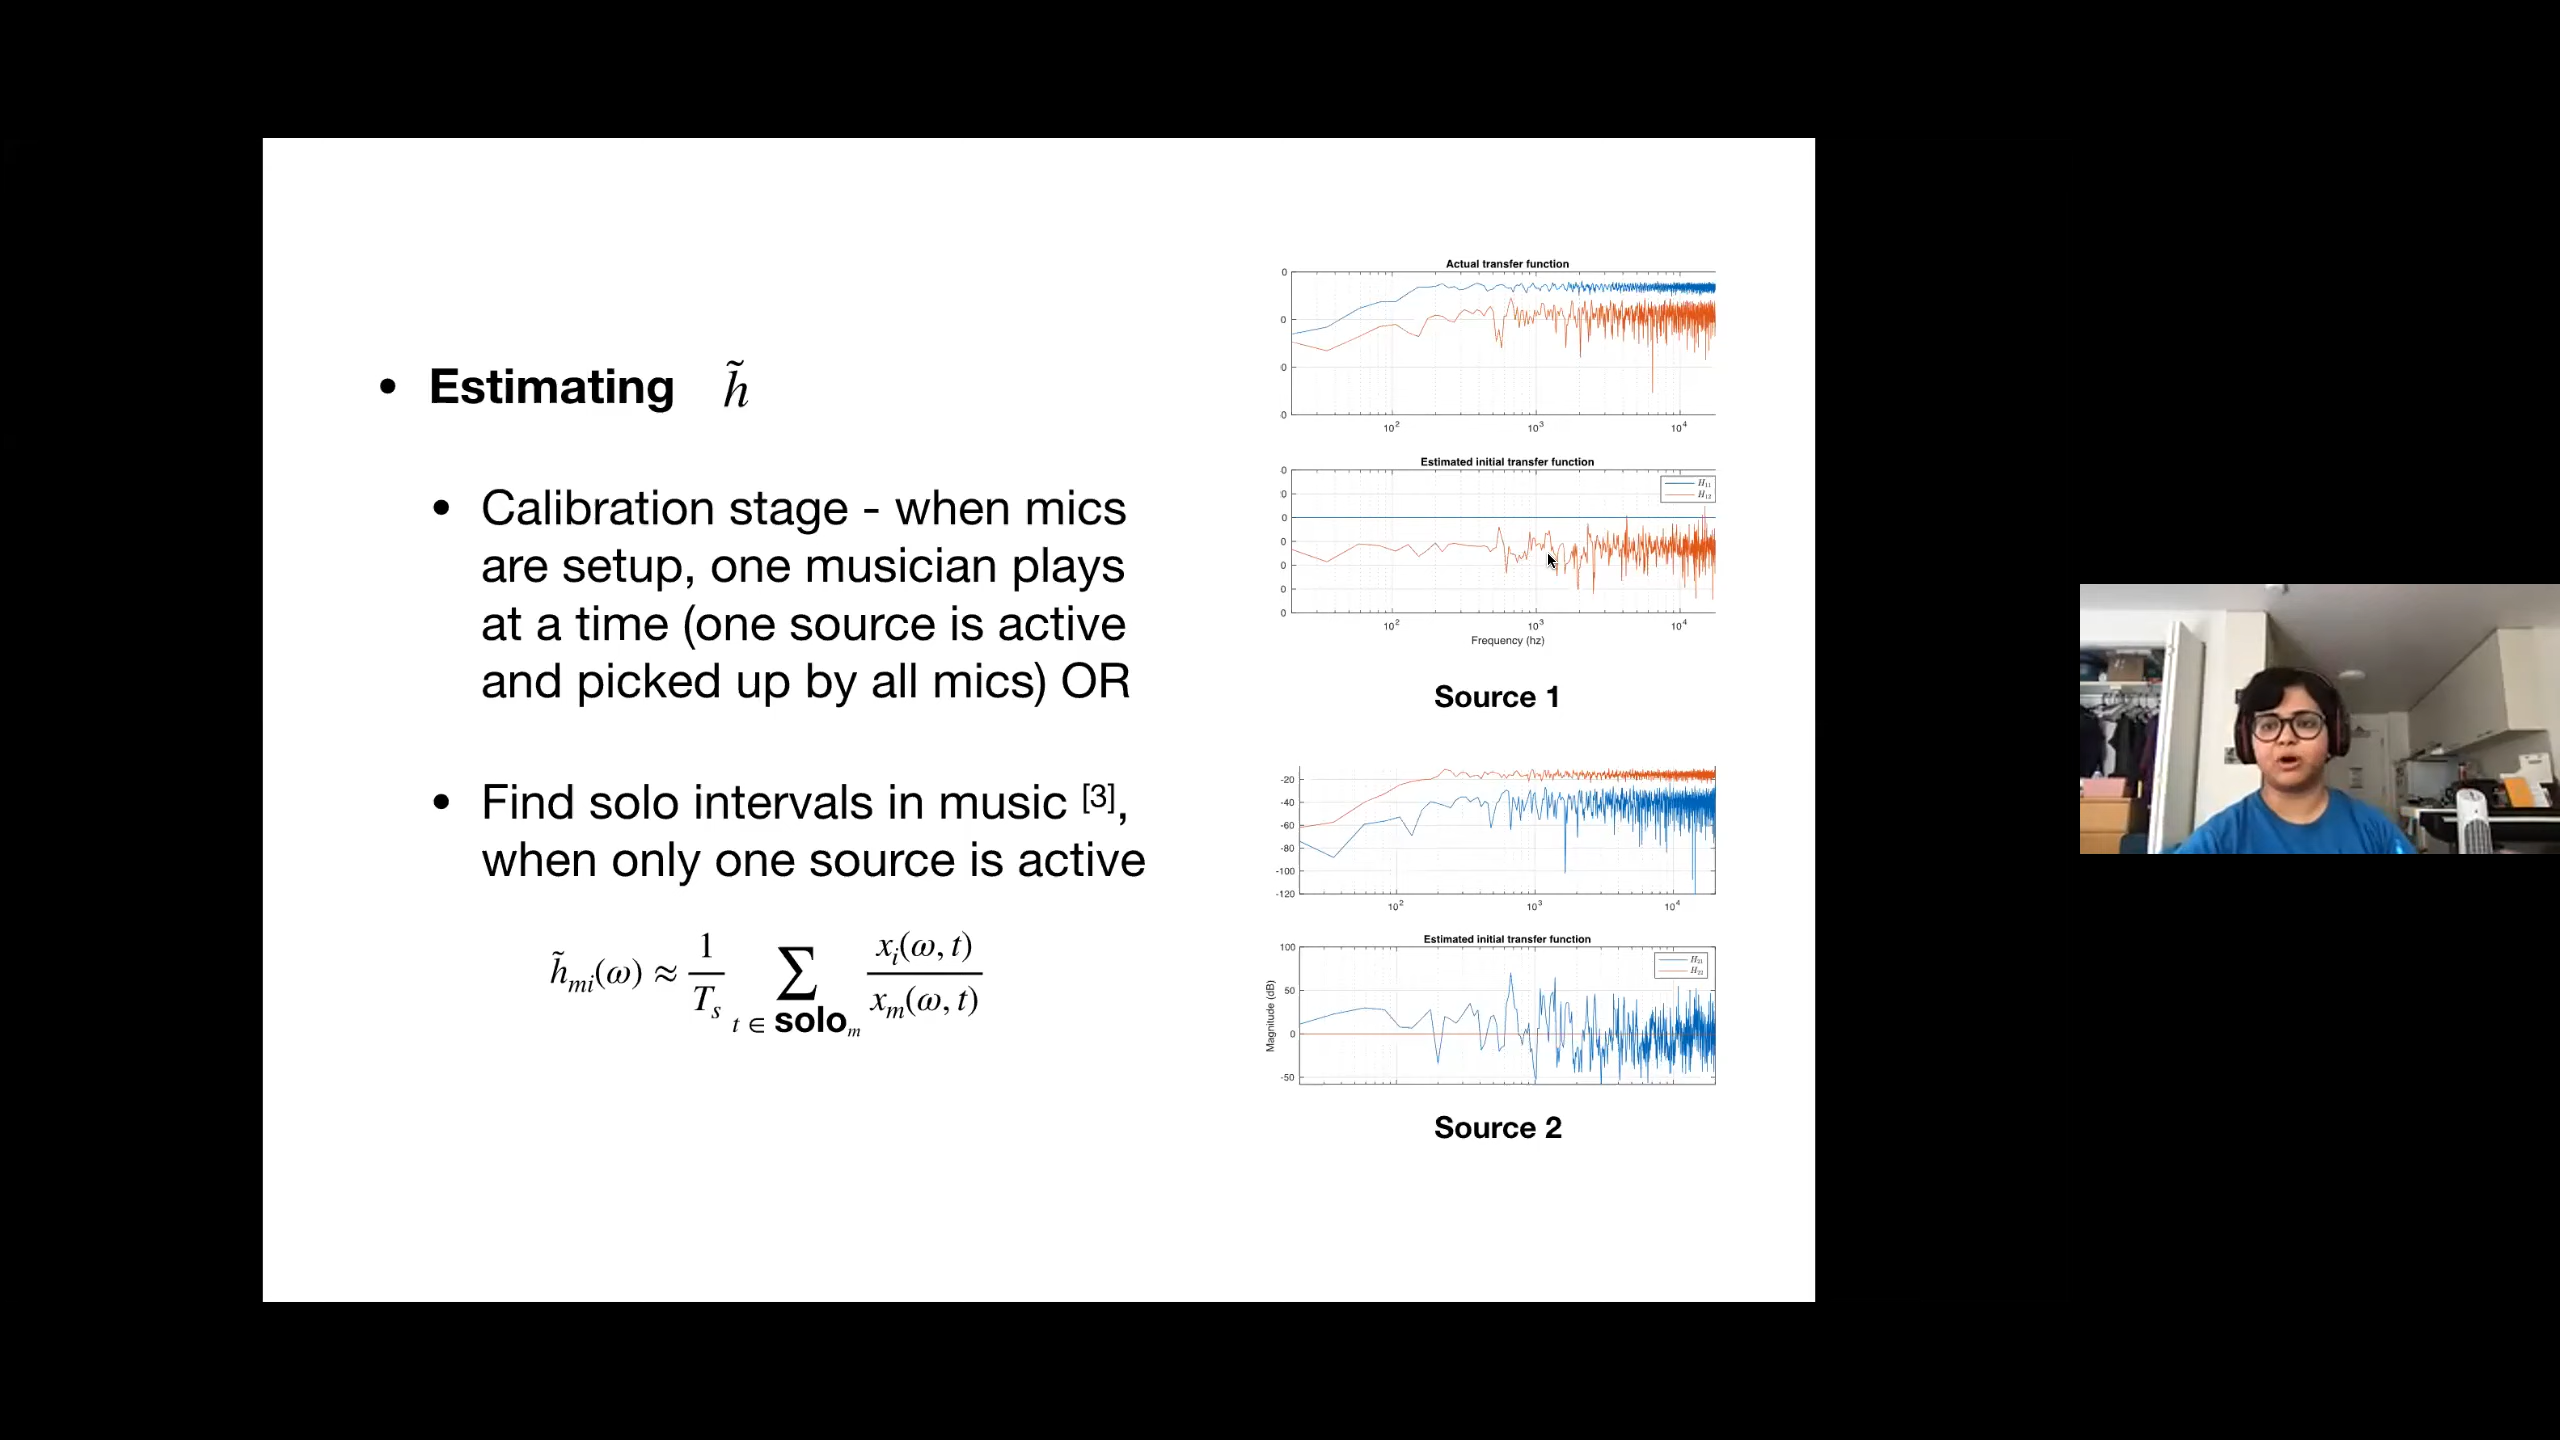 • Estimating h̃
• Calibration stage - when mics
are setup, one musician plays
at a time (one source is active
and picked up by all mics) OR
• Find solo intervals in music [3],
when only one source is active
h̃mi(ω) ≈ 1/Ts ∑ t ∈ solom xi(ω, t)/xm(ω, t)
Actual transfer function
0
0
0
0
10² 10³ 10⁴
Estimated initial transfer function
0
0
0
0
0
0
0
H11
H12
10² 10³ 10⁴
Frequency (hz)
Source 1
-20
-40
-60
-80
-100
-120
10² 10³ 10⁴
Estimated initial transfer function
Magnitude (dB)
100
50
0
-50
H21
H22
Source 2